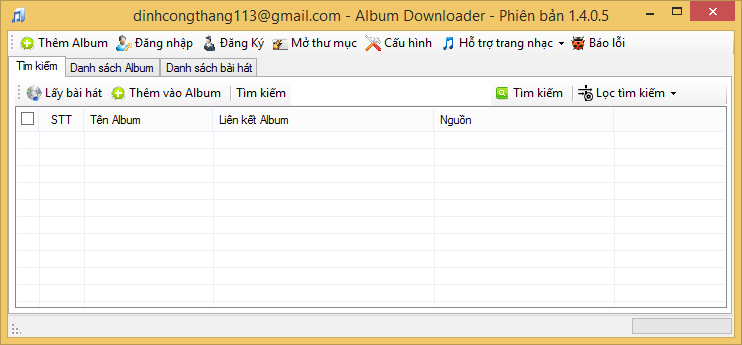 dinhcongthang113@gmail.com - Album Downloader - Phiên bản 1.4.0.5
Thêm Album Đăng nhập Đăng Ký Mở thư mục Cấu hình Hỗ trợ trang nhạc Báo lỗi
Tìm kiếm Danh sách Album Danh sách bài hát
Lấy bài hát Thêm vào Album Tìm kiếm Tìm kiếm Lọc tìm kiếm
STT Tên Album Liên kết Album Nguồn